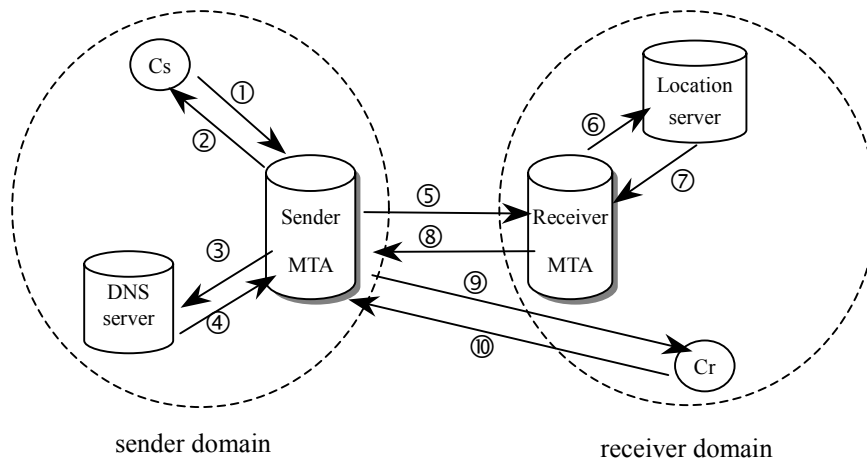 Cs
①
②
Location
server
⑥
⑦
Sender
MTA
⑤
⑧
Receiver
MTA
③
④
DNS
server
⑨
⑩
Cr
sender domain
receiver domain